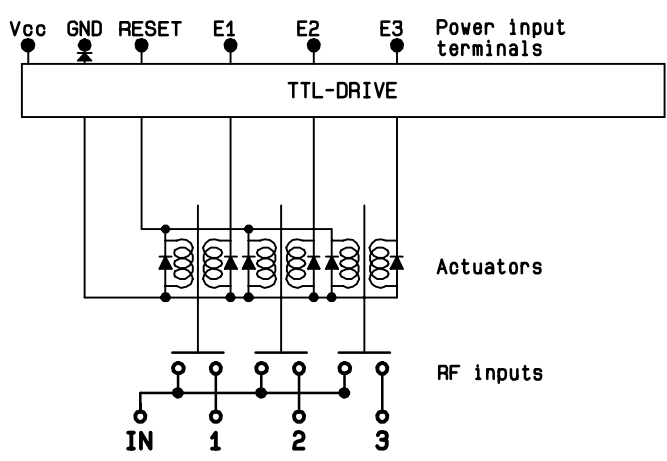 Vcc GND RESET E1 E2 E3 Power input
terminals
TTL-DRIVE
Actuators
RF inputs
IN 1 2 3